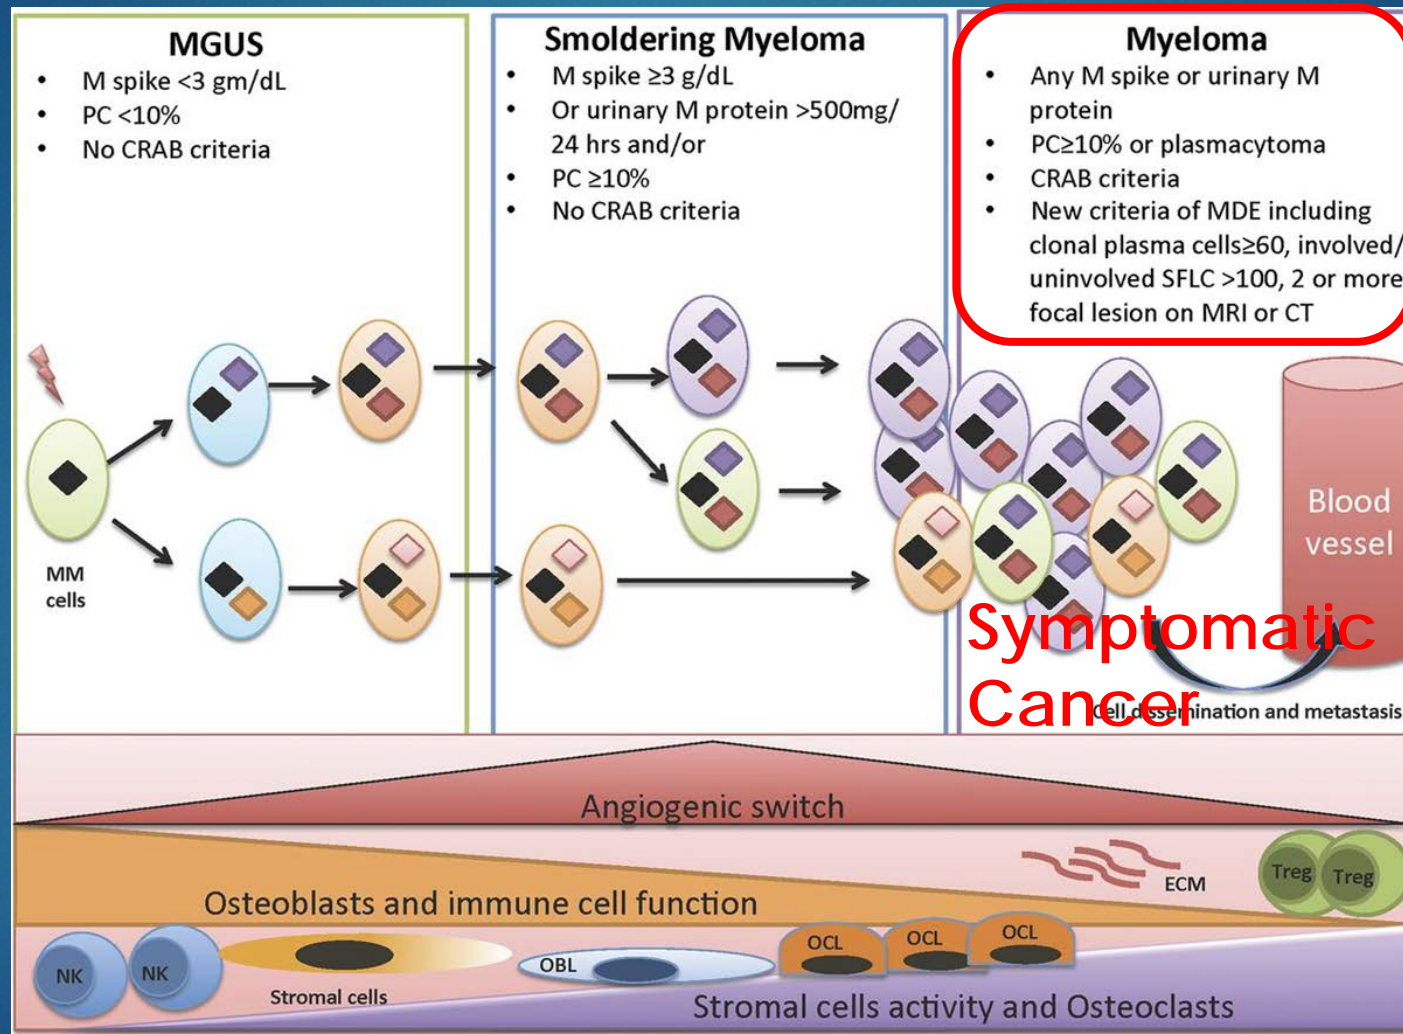 MGUS
• M spike <3 gm/dL
• PC <10%
• No CRAB criteria
Smoldering Myeloma
• M spike ≥3 g/dL
• Or urinary M protein >500mg/
24 hrs and/or
• PC ≥10%
• No CRAB criteria
Myeloma
• Any M spike or urinary M
protein
• PC≥10% or plasmacytoma
• CRAB criteria
• New criteria of MDE including
clonal plasma cells≥60, involved/
uninvolved SFLC >100, 2 or more
focal lesion on MRI or CT
MM
cells
Blood
vessel
Symptomatic
Cancer
Cell dissemination and metastasis
Angiogenic switch
ECM
Treg
Treg
Osteoblasts and immune cell function
NK
NK
Stromal cells
OBL
OCL
OCL
OCL
Stromal cells activity and Osteoclasts